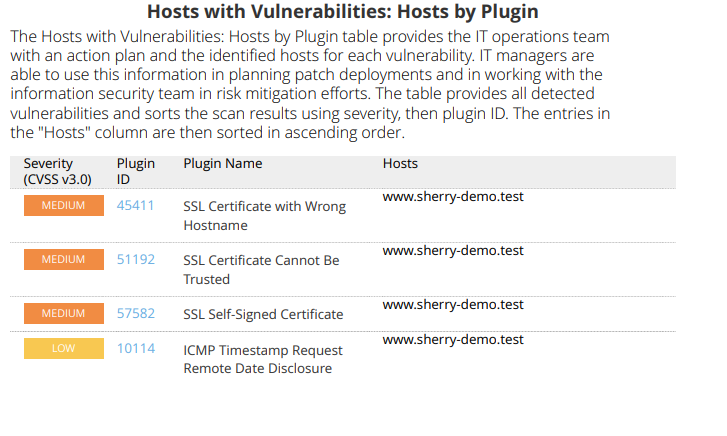 Hosts with Vulnerabilities: Hosts by Plugin
The Hosts with Vulnerabilities: Hosts by Plugin table provides the IT operations team
with an action plan and the identified hosts for each vulnerability. IT managers are
able to use this information in planning patch deployments and in working with the
information security team in risk mitigation efforts. The table provides all detected
vulnerabilities and sorts the scan results using severity, then plugin ID. The entries in
the "Hosts" column are then sorted in ascending order.
Severity Plugin Plugin Name Hosts
(CVSS v3.0) ID
MEDIUM 45411 SSL Certificate with Wrong www.sherry-demo.test
Hostname
MEDIUM 51192 SSL Certificate Cannot Be www.sherry-demo.test
Trusted
MEDIUM 57582 SSL Self-Signed Certificate www.sherry-demo.test
LOW 10114 ICMP Timestamp Request www.sherry-demo.test
Remote Date Disclosure